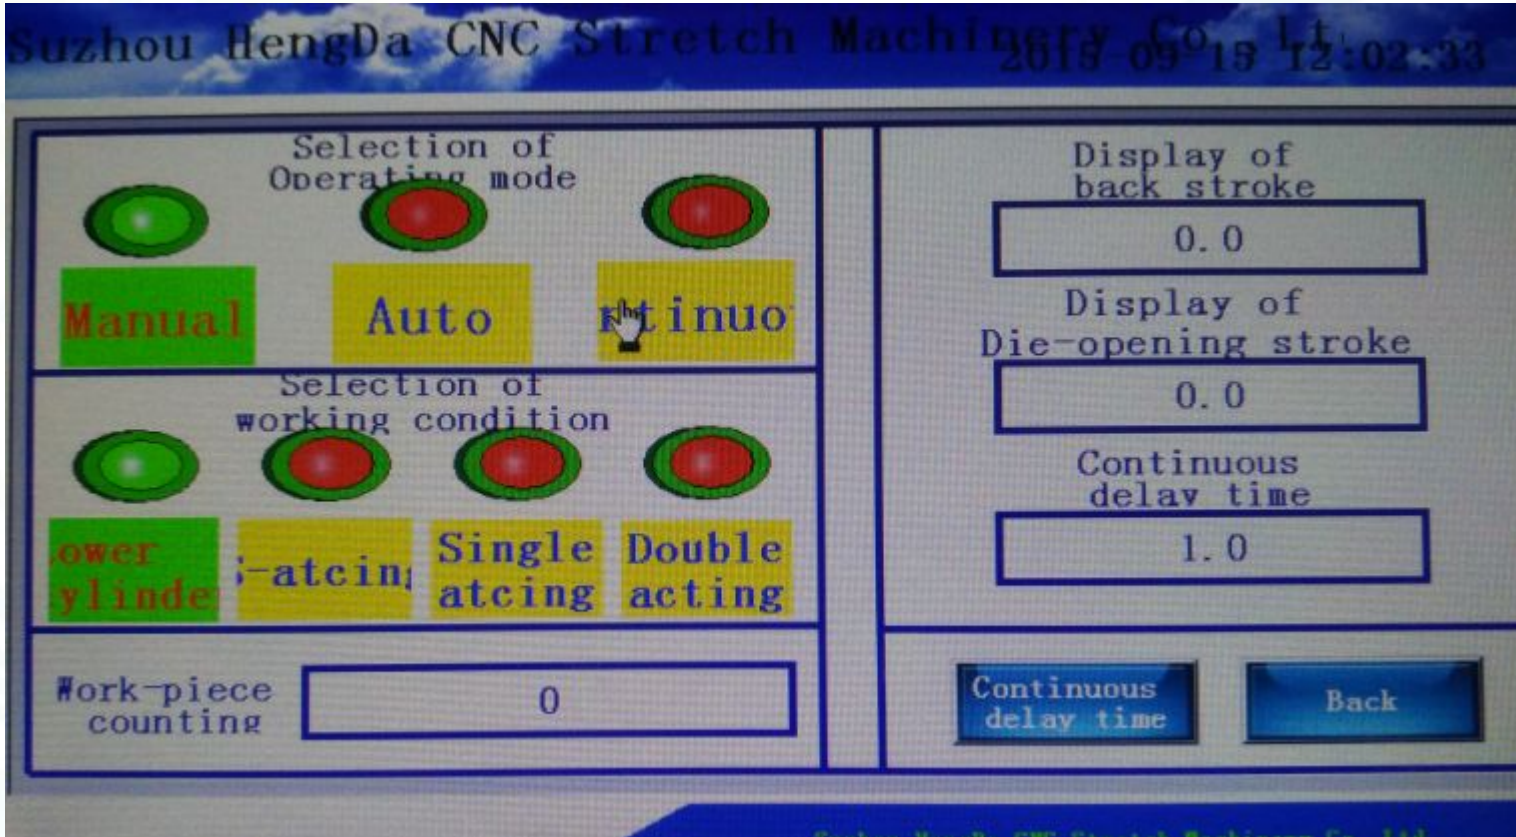 Suzhou HengDa CNC Stretch Machinery Co., Lt
2015-09-15 12:02:33
Selection of
Operating mode
Manual
Auto
ntinuo
Selection of
working condition
ower
ylinde
S-atcing
Single
atcing
Double
acting
Work-piece
counting
0
Display of
back stroke
0.0
Display of
Die-opening stroke
0.0
Continuous
delay time
1.0
Continuous
delay time
Back